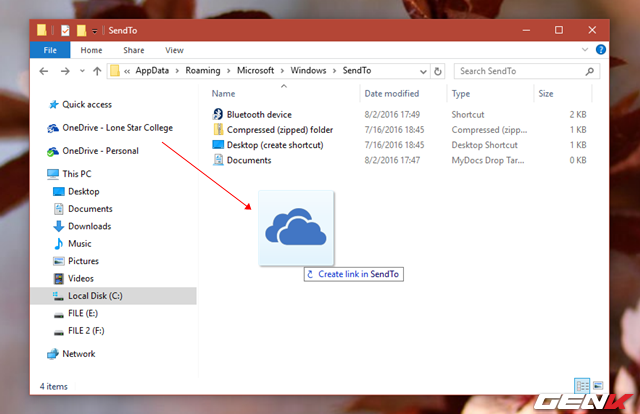 SendTo
File Home Share View
« AppData > Roaming > Microsoft > Windows > SendTo
Search SendTo
Quick access
OneDrive - Lone Star College
OneDrive - Personal
This PC
Desktop
Documents
Downloads
Music
Pictures
Videos
Local Disk (C:)
FILE (E:)
FILE 2 (F:)
Network
Name Date modified Type Size
Bluetooth device 8/2/2016 17:49 Shortcut 2 KB
Compressed (zipped) folder 7/16/2016 18:45 Compressed (zipp... 1 KB
Desktop (create shortcut) 7/16/2016 18:45 Desktop Shortcut 1 KB
Documents 8/2/2016 17:47 MyDocs Drop Tar... 0 KB
Create link in SendTo
4 items
GENK